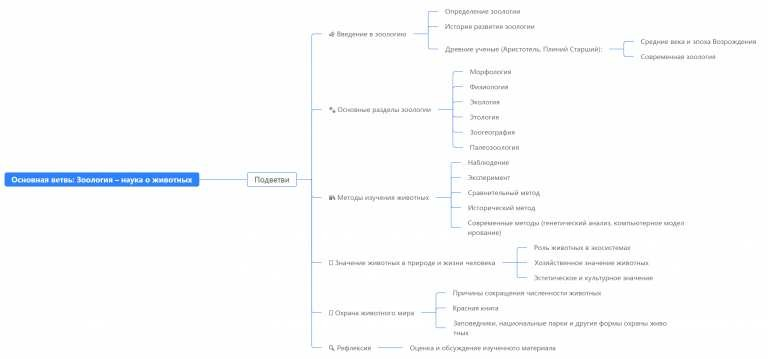 Основная ветвь: Зоология – наука о животных
Подветви
Введение в зоологию
Определение зоологии
История развития зоологии
Древние ученые (Аристотель, Плиний Старший):
Средние века и эпоха Возрождения
Современная зоология
Основные разделы зоологии
Морфология
Физиология
Экология
Этология
Зоогеография
Палеозоология
Методы изучения животных
Наблюдение
Эксперимент
Сравнительный метод
Исторический метод
Современные методы (генетический анализ, компьютерное модел
ирование)
Значение животных в природе и жизни человека
Роль животных в экосистемах
Хозяйственное значение животных
Эстетическое и культурное значение
Охрана животного мира
Причины сокращения численности животных
Красная книга
Заповедники, национальные парки и другие формы охраны живо
тных
Рефлексия
Оценка и обсуждение изученного материала